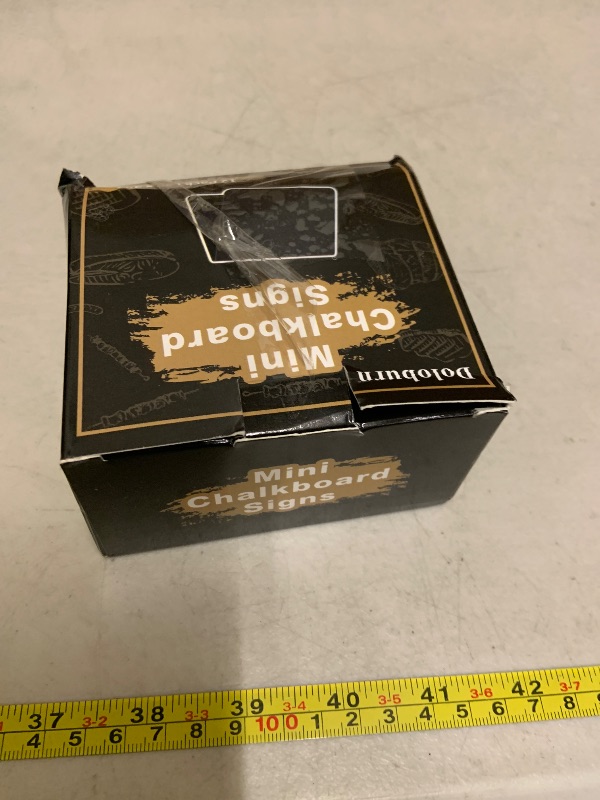 Doloburn
Mini
Chalkboard
Signs
Mini
Chalkboard
Signs
37 3-2 38 3-3 39 3-4 40 3-5 41 3-6 42 3-7
4 5 6 7 8 9 100 1 2 3 4 5 6 7 8